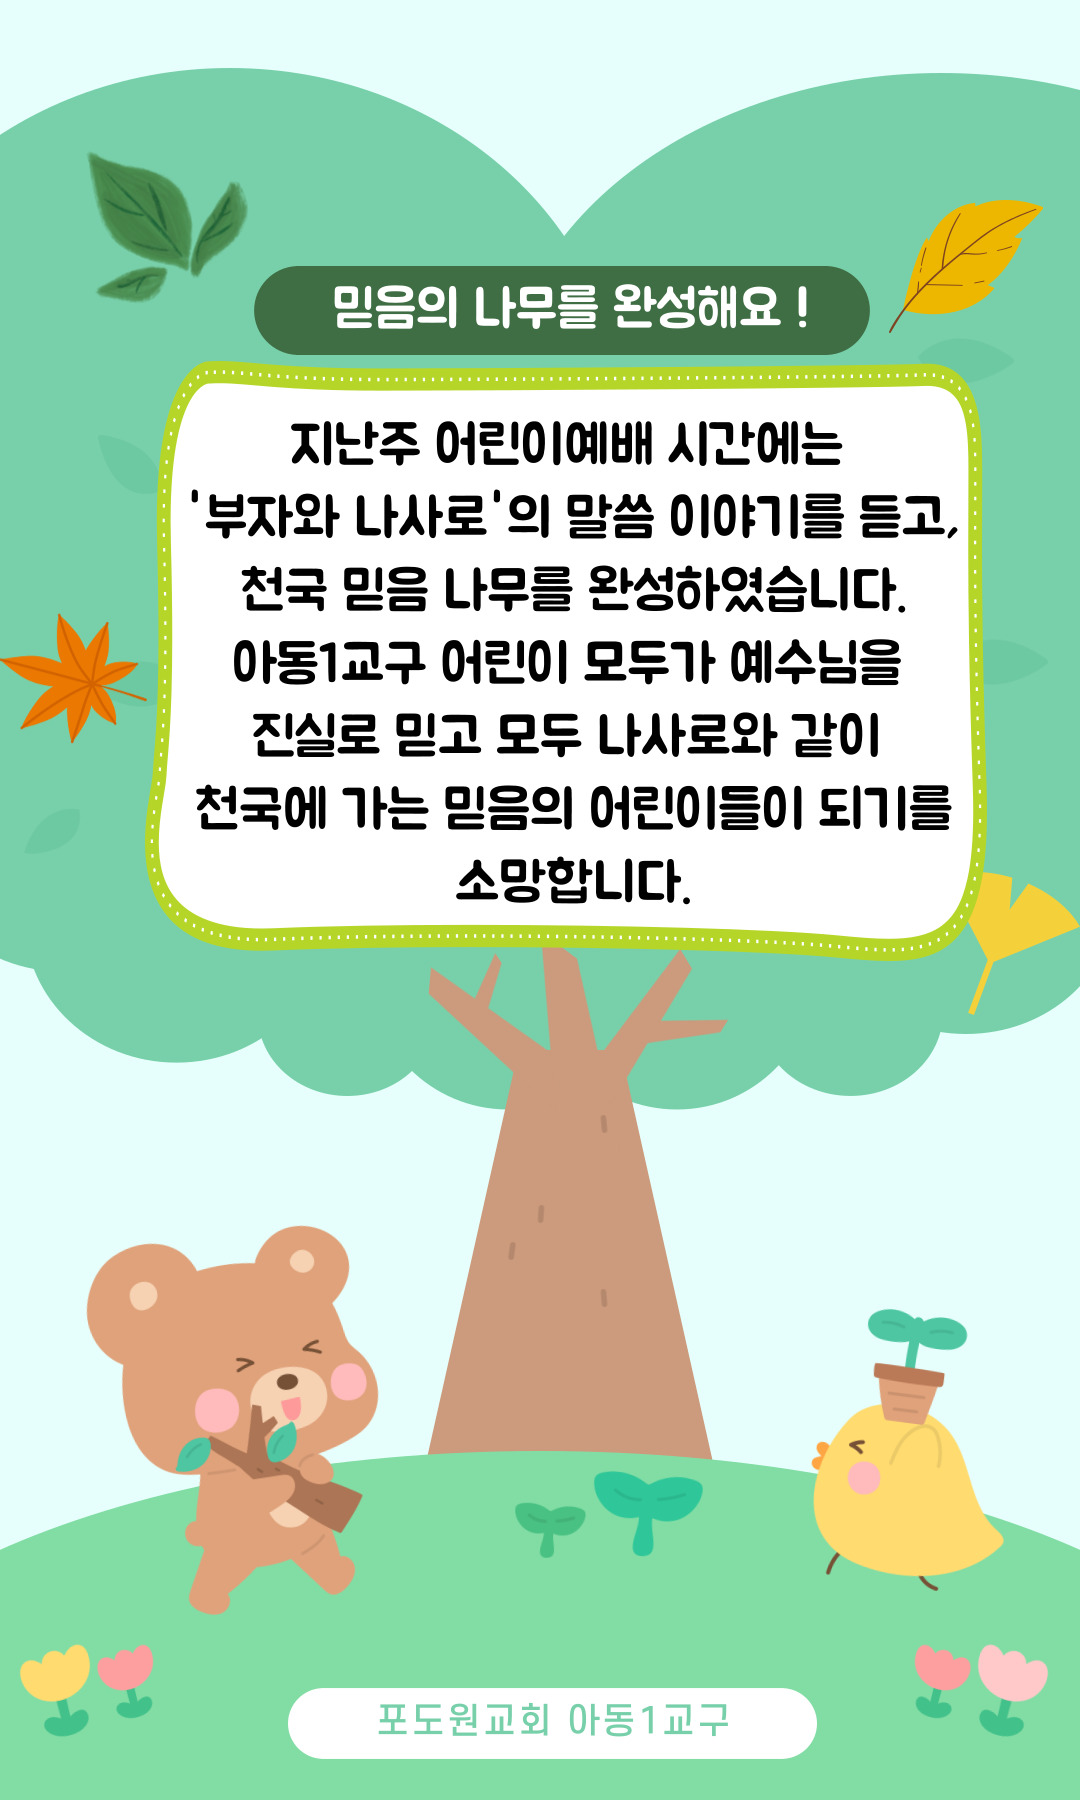 믿음의 나무를 완성해요 !
지난주 어린이예배 시간에는
'부자와 나사로'의 말씀 이야기를 듣고,
천국 믿음 나무를 완성하였습니다.
아동1교구 어린이 모두가 예수님을
진실로 믿고 모두 나사로와 같이
천국에 가는 믿음의 어린이들이 되기를
소망합니다.
포도원교회 아동1교구